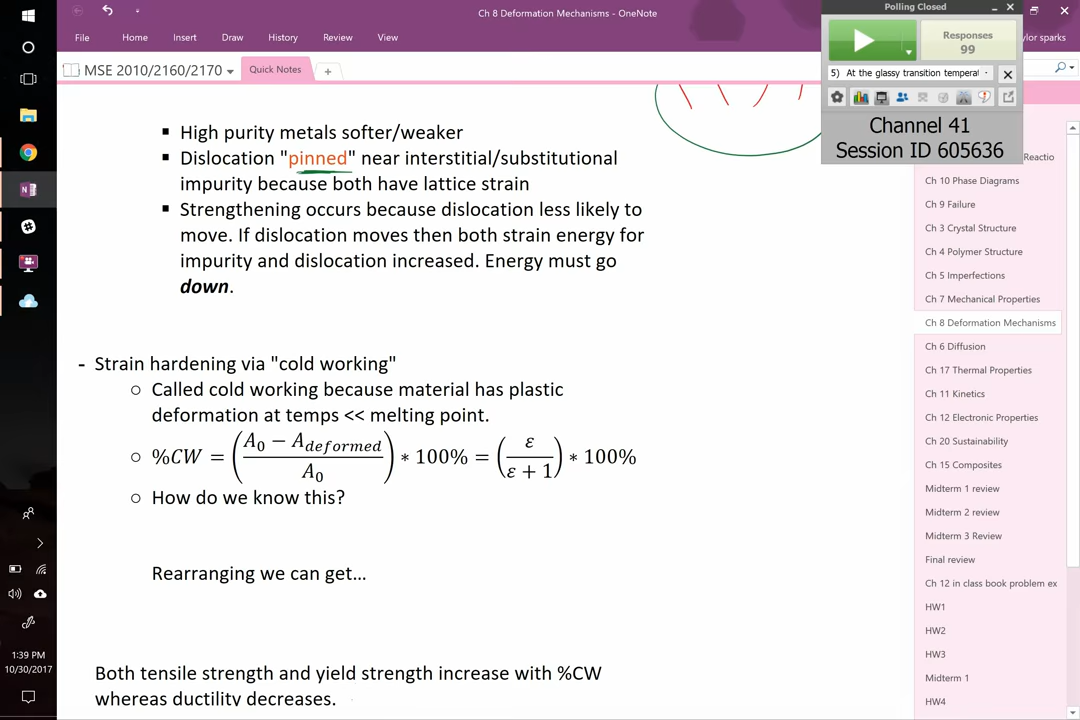 Ch 8 Deformation Mechanisms - OneNote
Polling Closed
File Home Insert Draw History Review View
Responses
99
MSE 2010/2160/2170
Quick Notes
5) At the glassy transition temperat
Channel 41
Session ID 605636
▪ High purity metals softer/weaker
▪ Dislocation "pinned" near interstitial/substitutional
impurity because both have lattice strain
▪ Strengthening occurs because dislocation less likely to
move. If dislocation moves then both strain energy for
impurity and dislocation increased. Energy must go
down.
- Strain hardening via "cold working"
○ Called cold working because material has plastic
deformation at temps << melting point.
○ %CW = ((A₀ − A_deformed)/A₀) * 100% = (ε/(ε + 1)) * 100%
○ How do we know this?
Rearranging we can get...
Both tensile strength and yield strength increase with %CW
whereas ductility decreases.
Ch 10 Phase Diagrams
Ch 9 Failure
Ch 3 Crystal Structure
Ch 4 Polymer Structure
Ch 5 Imperfections
Ch 7 Mechanical Properties
Ch 8 Deformation Mechanisms
Ch 6 Diffusion
Ch 17 Thermal Properties
Ch 11 Kinetics
Ch 12 Electronic Properties
Ch 20 Sustainability
Ch 15 Composites
Midterm 1 review
Midterm 2 review
Midterm 3 Review
Final review
Ch 12 in class book problem ex
HW1
HW2
HW3
Midterm 1
HW4
1:39 PM
10/30/2017